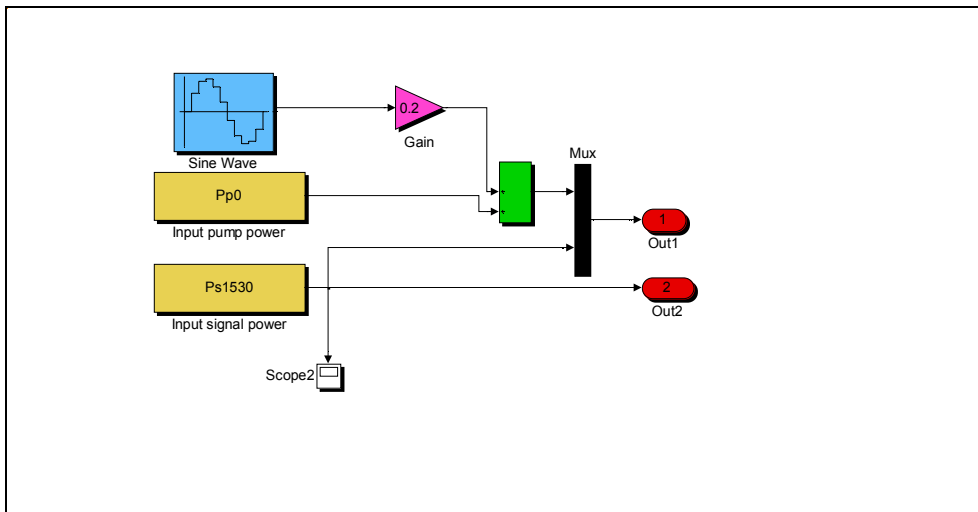 Sine Wave
0.2
Gain
Pp0
Input pump power
+
+
Mux
1
Out1
Ps1530
Input signal power
2
Out2
Scope2